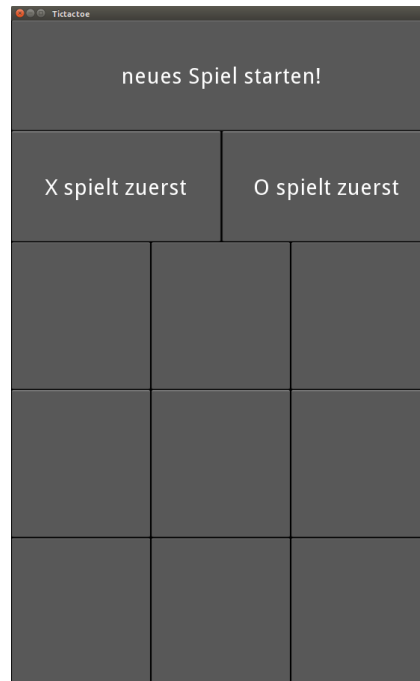 Tictactoe
neues Spiel starten!
X spielt zuerst
O spielt zuerst